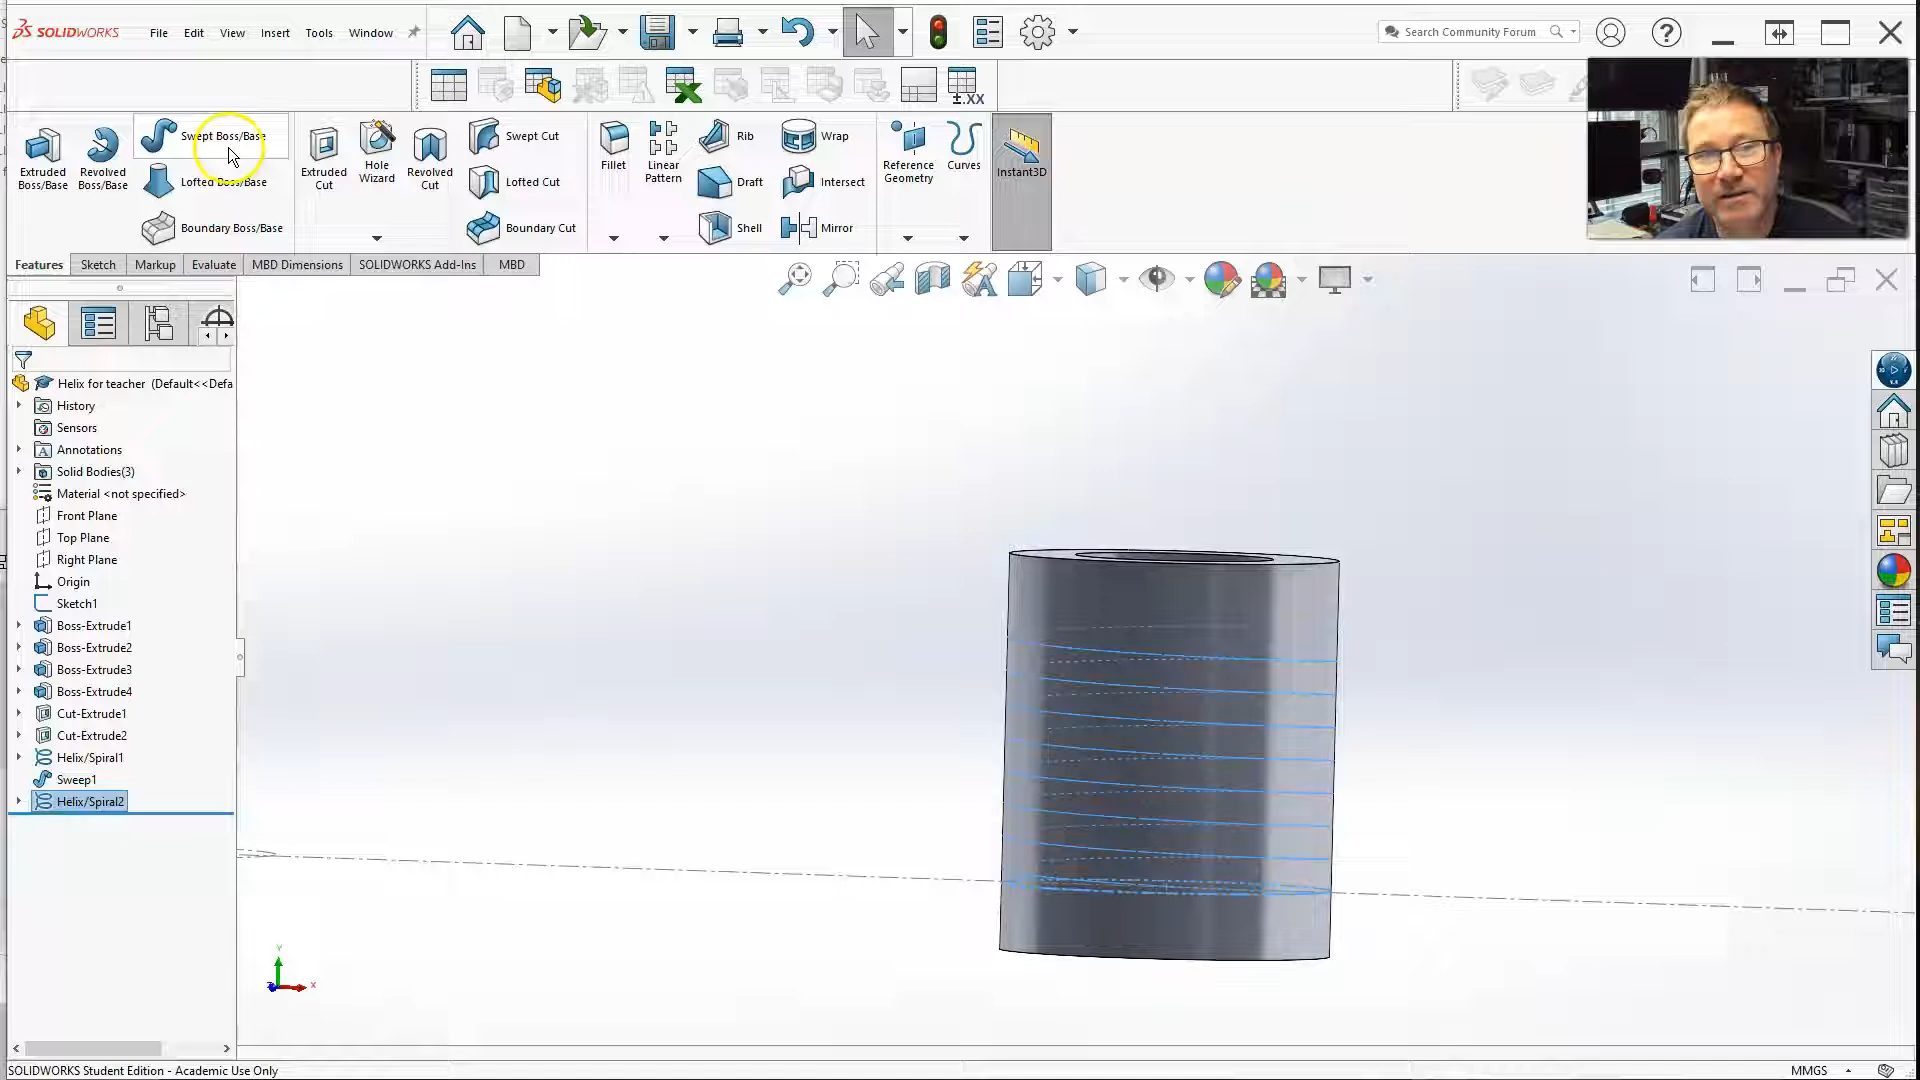 SOLIDWORKS
File Edit View Insert Tools Window
Search Community Forum
±.XX
Extruded Boss/Base
Revolved Boss/Base
Swept Boss/Base
Lofted Boss/Base
Boundary Boss/Base
Extruded Cut
Hole Wizard
Revolved Cut
Swept Cut
Lofted Cut
Boundary Cut
Fillet
Linear Pattern
Rib
Draft
Shell
Wrap
Intersect
Mirror
Reference Geometry
Curves
Instant3D
Features Sketch Markup Evaluate MBD Dimensions SOLIDWORKS Add-Ins MBD
Helix for teacher (Default<<Defa
History
Sensors
Annotations
Solid Bodies(3)
Material <not specified>
Front Plane
Top Plane
Right Plane
Origin
Sketch1
Boss-Extrude1
Boss-Extrude2
Boss-Extrude3
Boss-Extrude4
Cut-Extrude1
Cut-Extrude2
Helix/Spiral1
Sweep1
Helix/Spiral2
Y
X
SOLIDWORKS Student Edition - Academic Use Only
MMGS